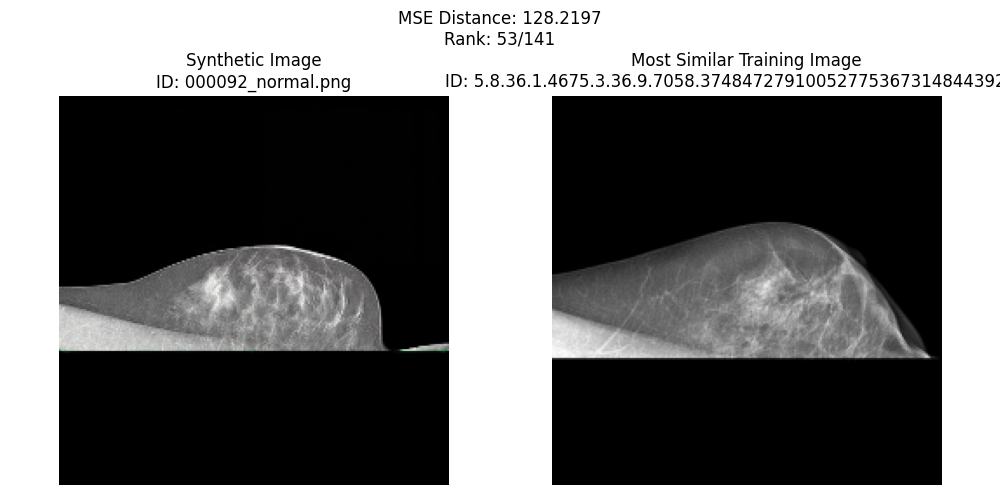 MSE Distance: 128.2197
Rank: 53/141
Synthetic Image
ID: 000092_normal.png
Most Similar Training Image
ID: 5.8.36.1.4675.3.36.9.7058.37484727910052775367314844392